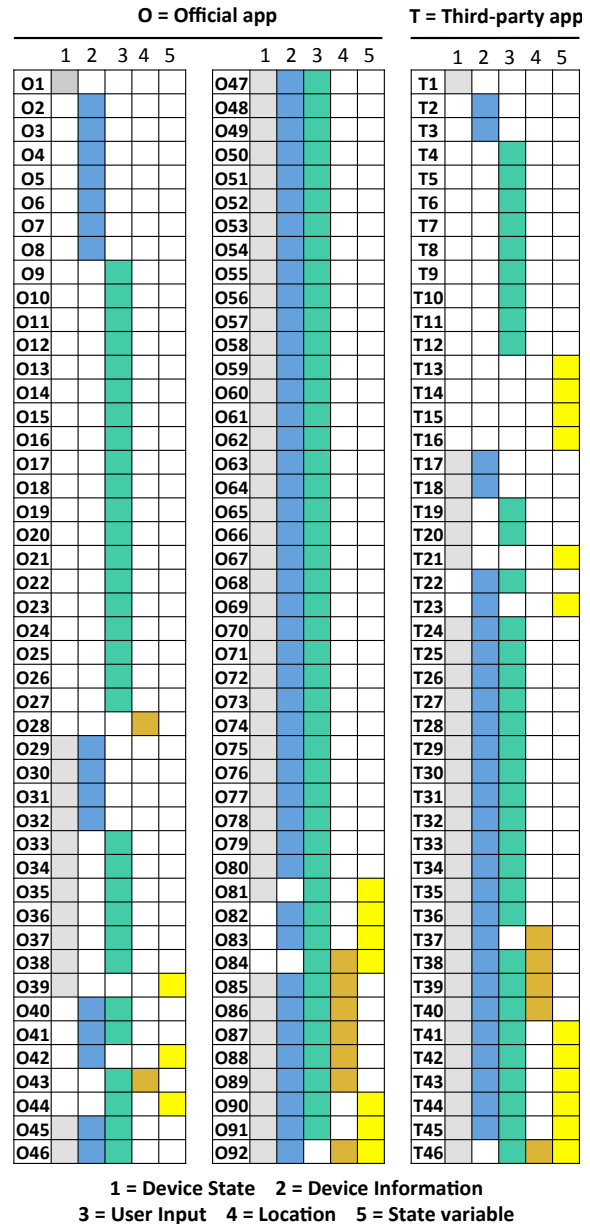 O = Official app
T = Third-party app
1 2 3 4 5
1 2 3 4 5
1 2 3 4 5
O1 O47 T1
O2 O48 T2
O3 O49 T3
O4 O50 T4
O5 O51 T5
O6 O52 T6
O7 O53 T7
O8 O54 T8
O9 O55 T9
O10 O56 T10
O11 O57 T11
O12 O58 T12
O13 O59 T13
O14 O60 T14
O15 O61 T15
O16 O62 T16
O17 O63 T17
O18 O64 T18
O19 O65 T19
O20 O66 T20
O21 O67 T21
O22 O68 T22
O23 O69 T23
O24 O70 T24
O25 O71 T25
O26 O72 T26
O27 O73 T27
O28 O74 T28
O29 O75 T29
O30 O76 T30
O31 O77 T31
O32 O78 T32
O33 O79 T33
O34 O80 T34
O35 O81 T35
O36 O82 T36
O37 O83 T37
O38 O84 T38
O39 O85 T39
O40 O86 T40
O41 O87 T41
O42 O88 T42
O43 O89 T43
O44 O90 T44
O45 O91 T45
O46 O92 T46
1 = Device State 2 = Device Information
3 = User Input 4 = Location 5 = State variable